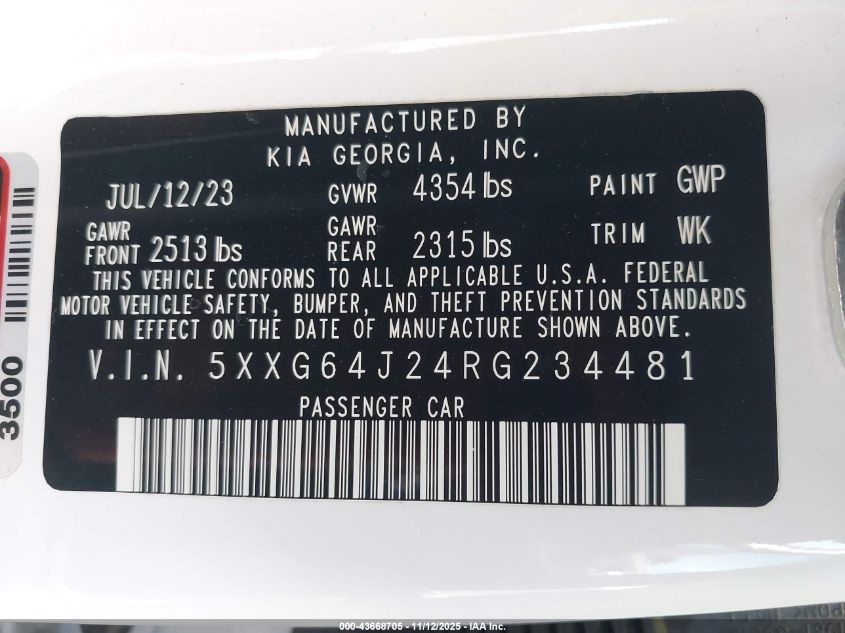 MANUFACTURED BY
KIA GEORGIA, INC.
JUL/12/23 GVWR 4354 lbs PAINT GWP
GAWR FRONT 2513 lbs GAWR REAR 2315 lbs TRIM WK
THIS VEHICLE CONFORMS TO ALL APPLICABLE U.S.A. FEDERAL
MOTOR VEHICLE SAFETY, BUMPER, AND THEFT PREVENTION STANDARDS
IN EFFECT ON THE DATE OF MANUFACTURE SHOWN ABOVE.
V.I.N. 5XXG64J24RG234481
PASSENGER CAR
3500
000-43668705 - 11/12/2025 - IAA Inc.